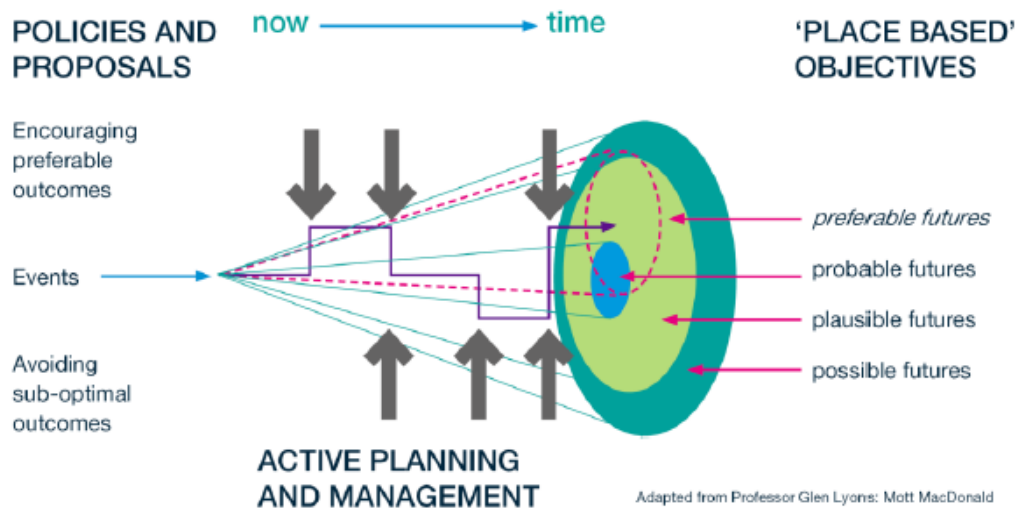 POLICIES AND
PROPOSALS
now
time
‘PLACE BASED’
OBJECTIVES
Encouraging
preferable
outcomes
Events
Avoiding
sub-optimal
outcomes
preferable futures
probable futures
plausible futures
possible futures
ACTIVE PLANNING
AND MANAGEMENT
Adapted from Professor Glen Lyons: Mott MacDonald